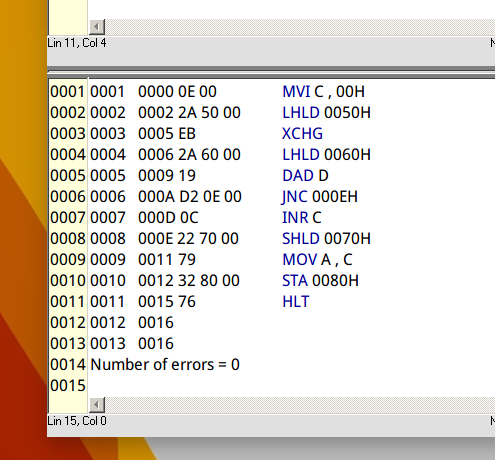 Lin 11, Col 4
0001 0001 0000 0E 00 MVI C , 00H
0002 0002 0002 2A 50 00 LHLD 0050H
0003 0003 0005 EB XCHG
0004 0004 0006 2A 60 00 LHLD 0060H
0005 0005 0009 19 DAD D
0006 0006 000A D2 0E 00 JNC 000EH
0007 0007 000D 0C INR C
0008 0008 000E 22 70 00 SHLD 0070H
0009 0009 0011 79 MOV A , C
0010 0010 0012 32 80 00 STA 0080H
0011 0011 0015 76 HLT
0012 0012 0016
0013 0013 0016
0014 Number of errors = 0
0015
Lin 15, Col 0